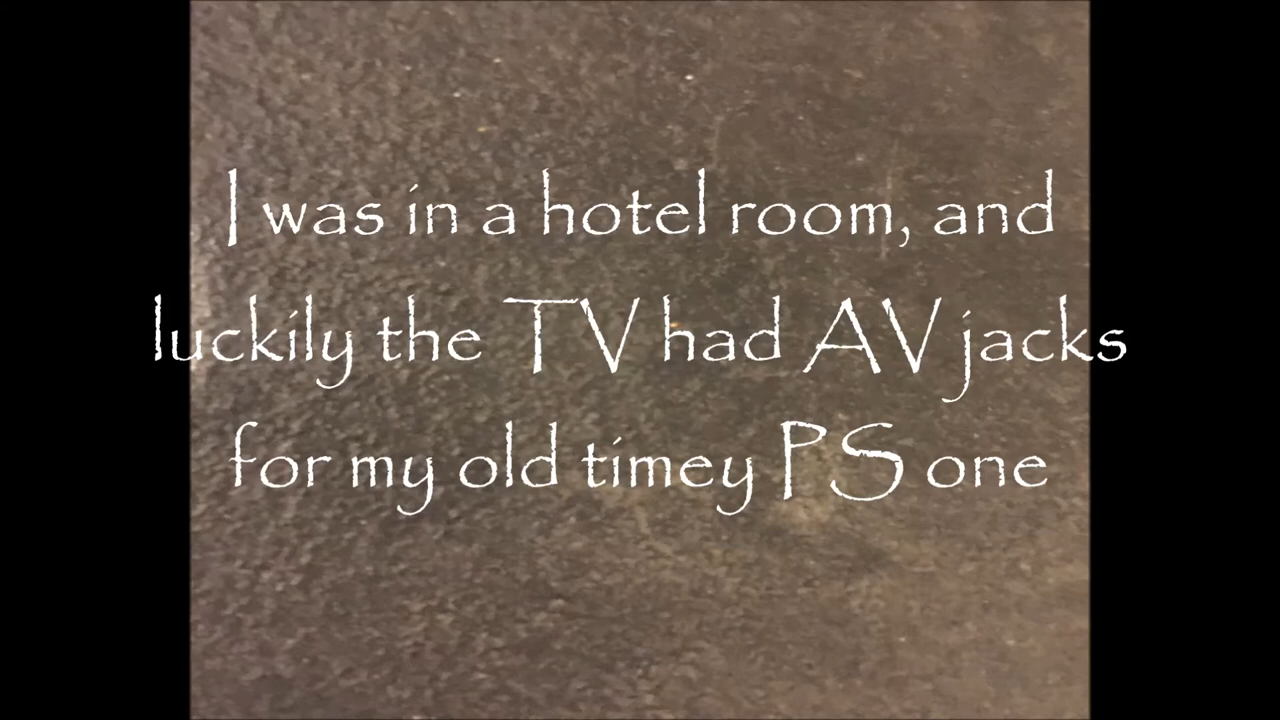 I was in a hotel room, and
luckily the TV had AV jacks
for my old timey PS one